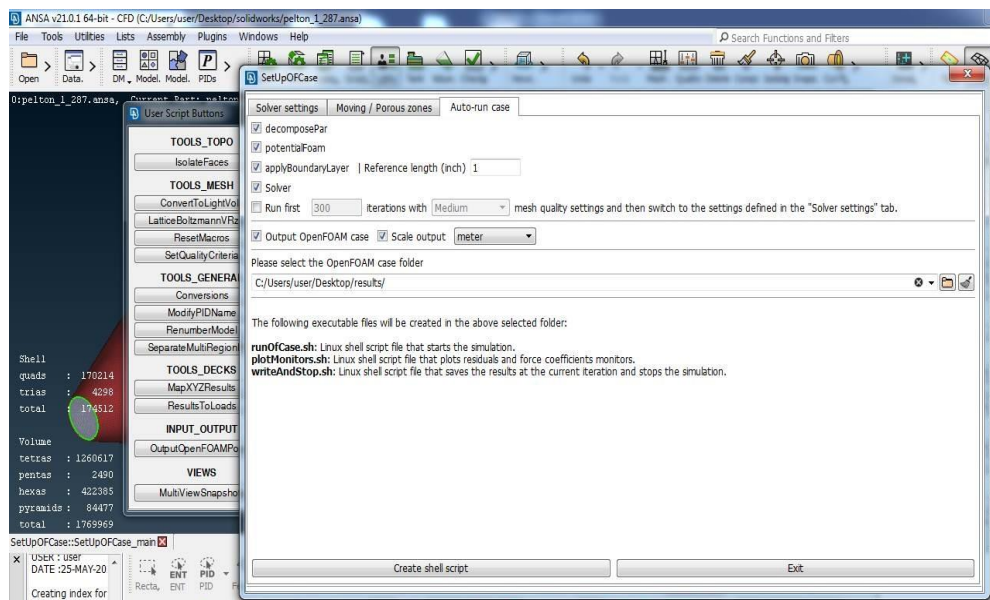 ANSA v21.0.1 64-bit - CFD (C:/Users/user/Desktop/solidworks/pelton_1_287.ansa)
File Tools Utilities Lists Assembly Plugins Windows Help
Search Functions and Filters
Open Data. DM Model. Model. PIDs
0:pelton_1_287.ansa, Current Part: pelton
User Script Buttons
TOOLS_TOPO
IsolateFaces
TOOLS_MESH
ConvertToLightVol
LatticeBoltzmannVRz
ResetMacros
SetQualityCriteria
TOOLS_GENERA
Conversions
ModifyPIDName
RenumberModel
SeparateMultiRegion
TOOLS_DECKS
MapXYZResults
ResultsToLoads
INPUT_OUTPUT
OutputOpenFOAMPo
VIEWS
MultiViewSnapsho
Shell
quads : 170214
trias : 4298
total : 174512
Volume
tetras : 1260617
pentas : 2490
hexas : 422385
pyramids : 84477
total : 1769969
SetUpOfCase
Solver settings Moving / Porous zones Auto-run case
decomposePar
potentialFoam
applyBoundaryLayer | Reference length (inch) 1
Solver
Run first 300 iterations with Medium mesh quality settings and then switch to the settings defined in the "Solver settings" tab.
Output OpenFOAM case Scale output meter
Please select the OpenFOAM case folder
C:/Users/user/Desktop/results/
The following executable files will be created in the above selected folder:
runOfCase.sh: Linux shell script file that starts the simulation.
plotMonitors.sh: Linux shell script file that plots residuals and force coefficients monitors.
writeAndStop.sh: Linux shell script file that saves the results at the current iteration and stops the simulation.
Create shell script Exit
SetUpOFCase::SetUpOFCase_main
USER : user
DATE :25-MAY-20
Creating index for
ENT PID
Recta, ENT PID